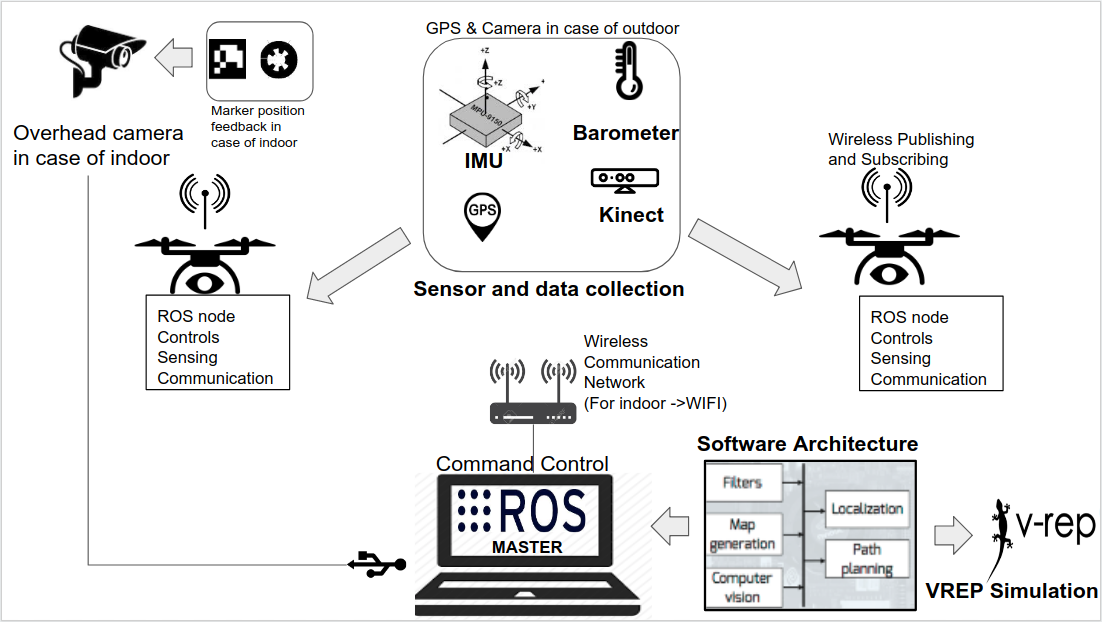 GPS & Camera in case of outdoor
Marker position
feedback in
case of indoor
Overhead camera
in case of indoor
+Z
+Z
+
+Y
MPU-9150
+X
+X
IMU
Barometer
Kinect
GPS
Sensor and data collection
Wireless Publishing
and Subscribing
ROS node
Controls
Sensing
Communication
ROS node
Controls
Sensing
Communication
Wireless
Communication
Network
(For indoor ->WIFI)
Command Control
ROS
MASTER
Software Architecture
Filters
Map
generation
Computer
vision
Localization
Path
planning
v-rep
VREP Simulation